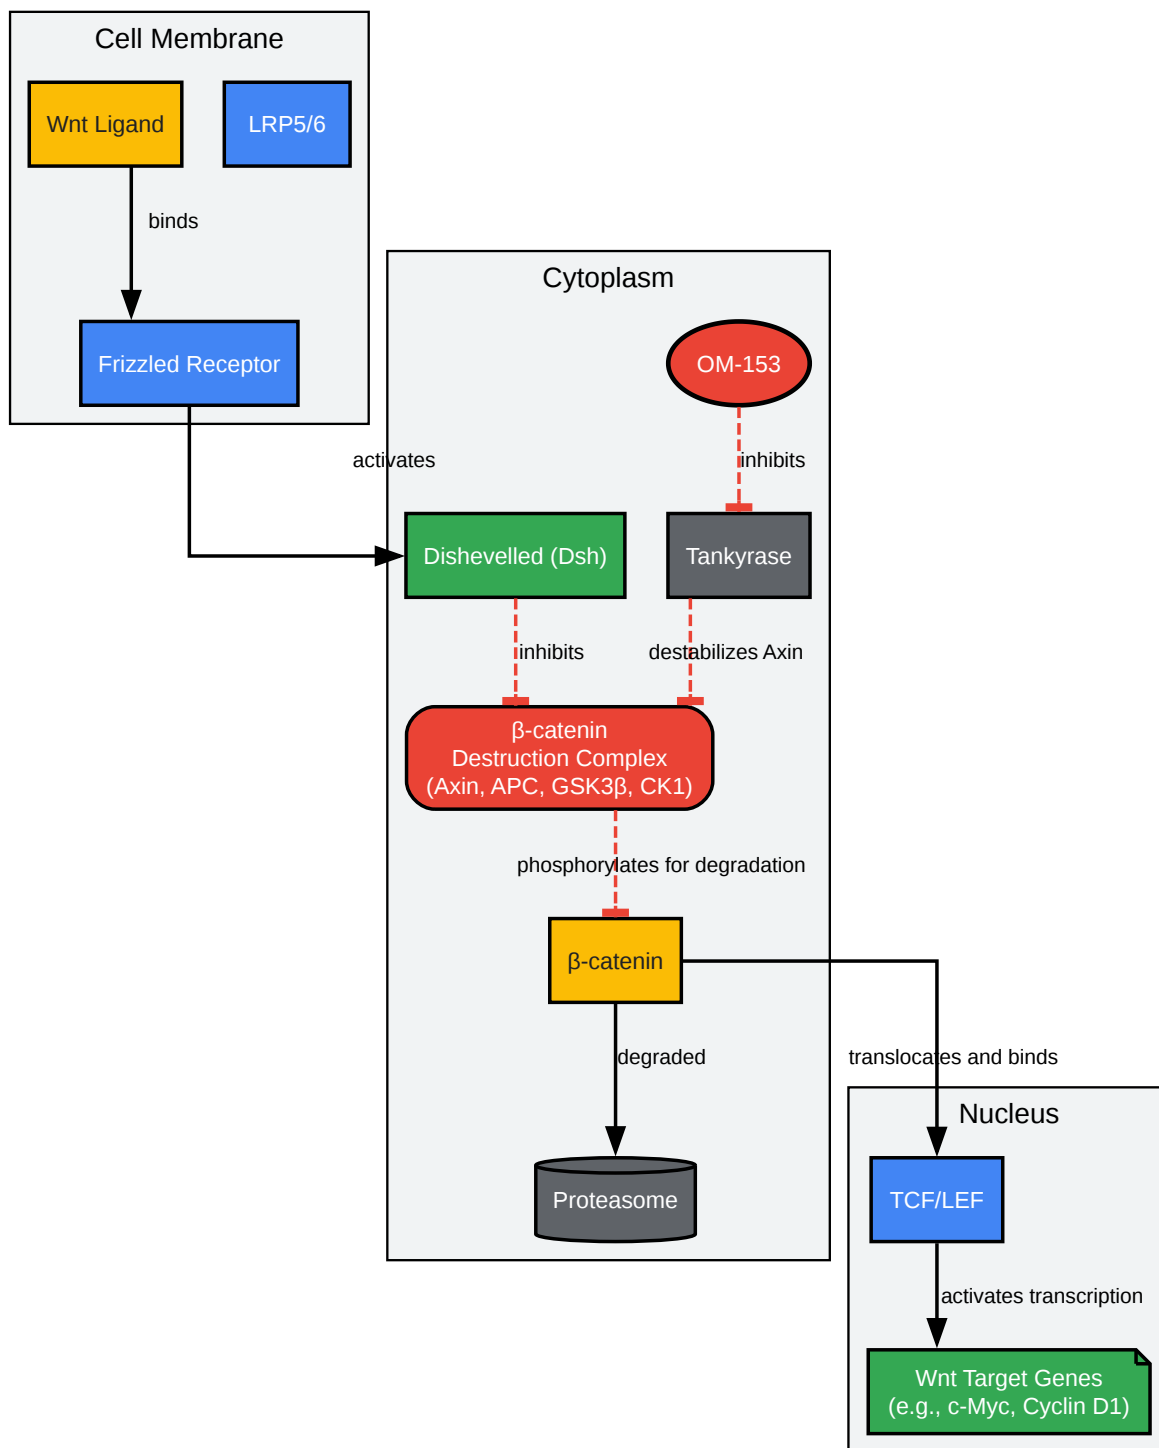 Cell Membrane
Wnt Ligand
LRP5/6
binds
Frizzled Receptor
activates
Cytoplasm
OM-153
inhibits
Dishevelled (Dsh)
Tankyrase
inhibits
destabilizes Axin
β-catenin
Destruction Complex
(Axin, APC, GSK3β, CK1)
phosphorylates for degradation
β-catenin
degraded
translocates and binds
Proteasome
Nucleus
TCF/LEF
activates transcription
Wnt Target Genes
(e.g., c-Myc, Cyclin D1)